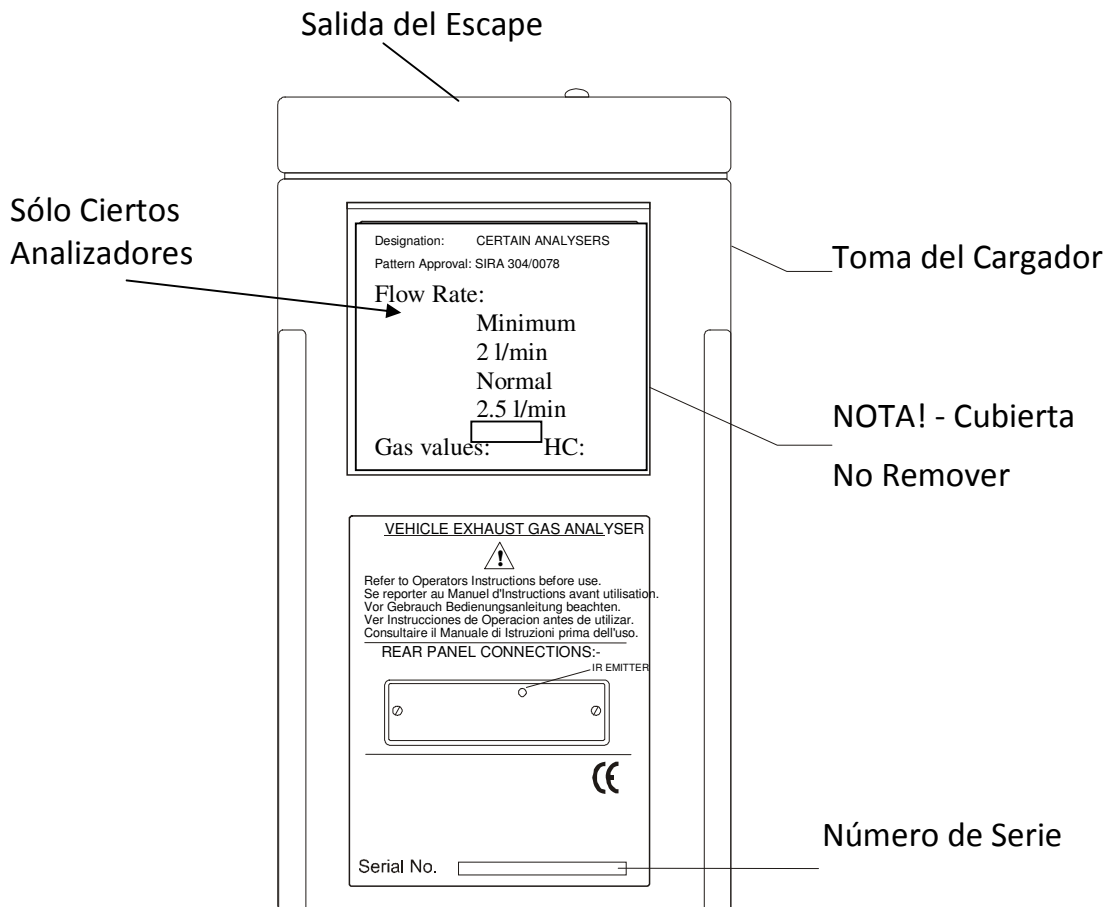 Salida del Escape
Sólo Ciertos
Analizadores
Designation: CERTAIN ANALYSERS
Pattern Approval: SIRA 304/0078
Flow Rate:
Minimum
2 l/min
Normal
2.5 l/min
Gas values: HC:
Toma del Cargador
NOTA! - Cubierta
No Remover
VEHICLE EXHAUST GAS ANALYSER
Refer to Operators Instructions before use.
Se reporter au Manuel d'Instructions avant utilisation.
Vor Gebrauch Bedienungsanleitung beachten.
Ver Instrucciones de Operacion antes de utilizar.
Consultaire il Manuale di Istruzioni prima dell'uso.
REAR PANEL CONNECTIONS:-
IR EMITTER
CE
Número de Serie
Serial No.